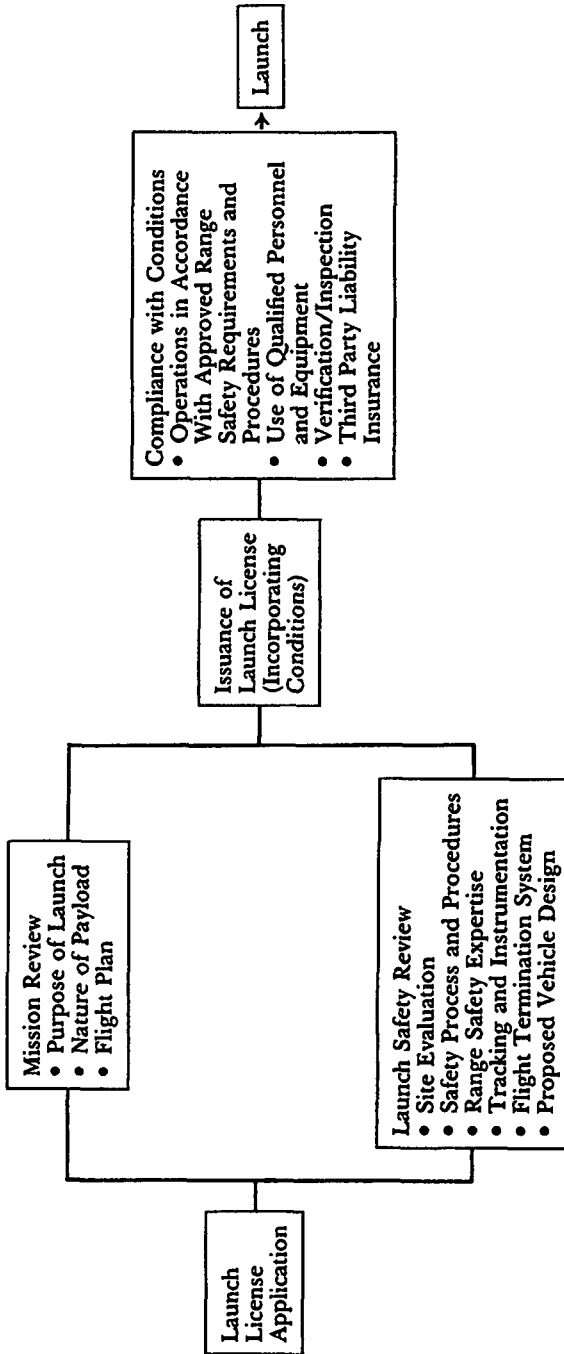 Launch
License
Application
Mission Review
• Purpose of Launch
• Nature of Payload
• Flight Plan
Launch Safety Review
• Site Evaluation
• Safety Process and Procedures
• Range Safety Expertise
• Tracking and Instrumentation
• Flight Termination System
• Proposed Vehicle Design
Issuance of
Launch License
(Incorporating
Conditions)
Compliance with Conditions
• Operations in Accordance
With Approved Range
Safety Requirements and
Procedures
• Use of Qualified Personnel
and Equipment
• Verification/Inspection
• Third Party Liability
Insurance
Launch